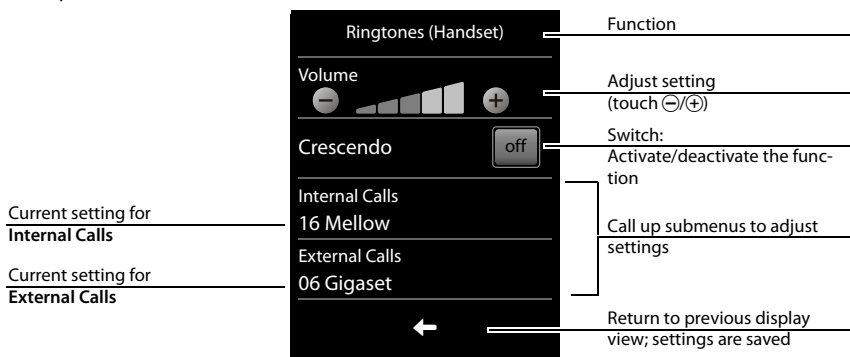 Ringtones (Handset)
Function
Volume
Adjust setting
(touch −/+)
− +
Crescendo
off
Switch:
Activate/deactivate the func-
tion
Internal Calls
16 Mellow
Current setting for
Internal Calls
Call up submenus to adjust
settings
External Calls
06 Gigaset
Current setting for
External Calls
Return to previous display
view; settings are saved